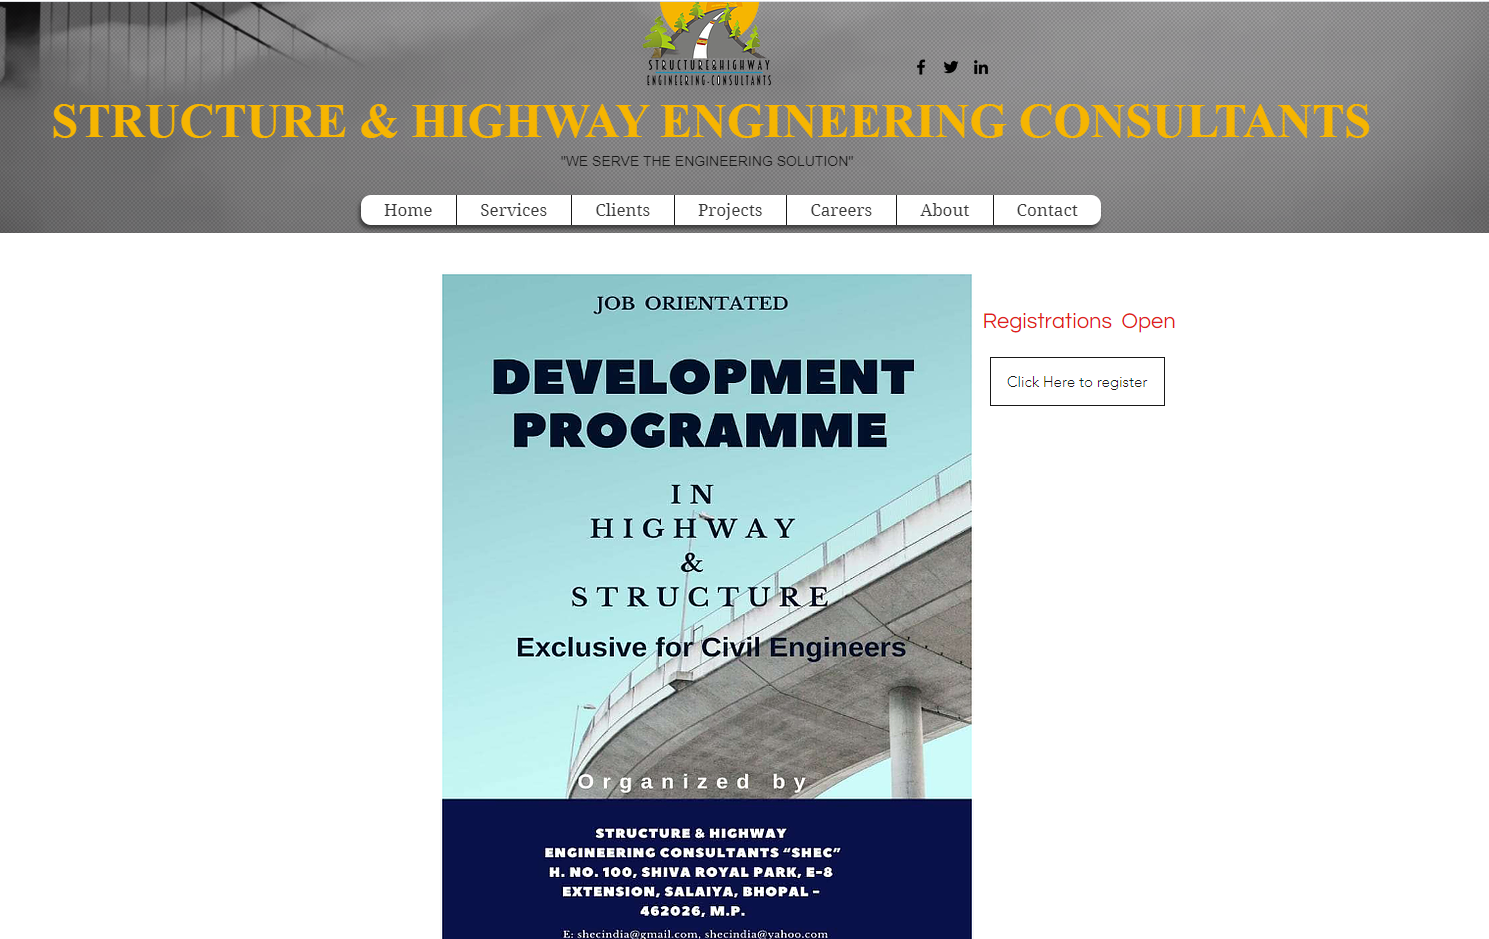 STRUCTURE&HIGHWAY
ENGINEERING-CONSULTANTS
STRUCTURE & HIGHWAY ENGINEERING CONSULTANTS
"WE SERVE THE ENGINEERING SOLUTION"
Home Services Clients Projects Careers About Contact
JOB ORIENTATED
Registrations Open
DEVELOPMENT
PROGRAMME
Click Here to register
IN
HIGHWAY
&
STRUCTURE
Exclusive for Civil Engineers
Organized by
STRUCTURE & HIGHWAY
ENGINEERING CONSULTANTS “SHEC”
H. NO. 100, SHIVA ROYAL PARK, E-8
EXTENSION, SALAIYA, BHOPAL -
462026, M.P.
E: shecindia@gmail.com, shecindia@yahoo.com